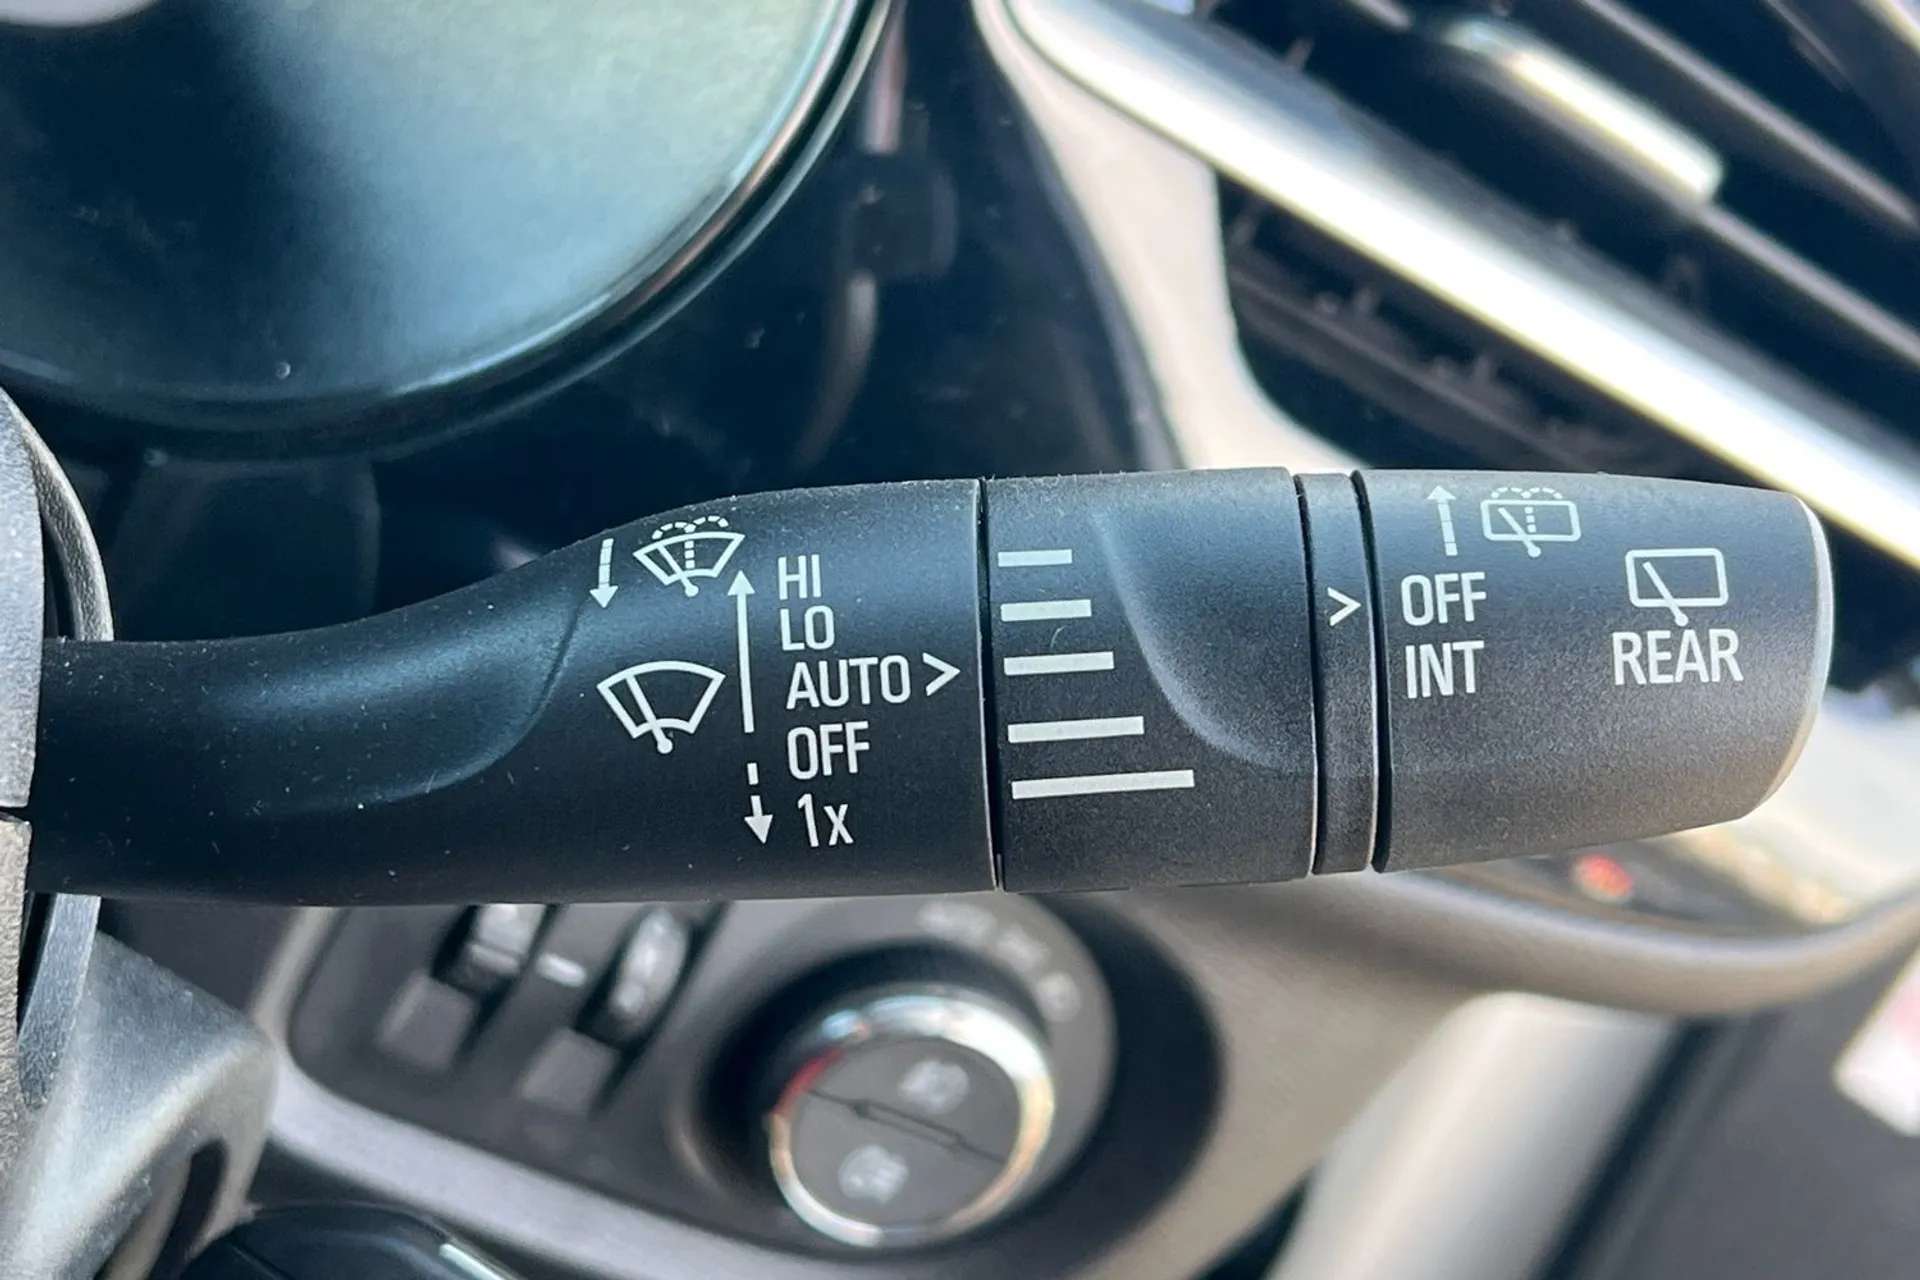 HI
LO
AUTO >
OFF
1x
>
OFF
INT
REAR